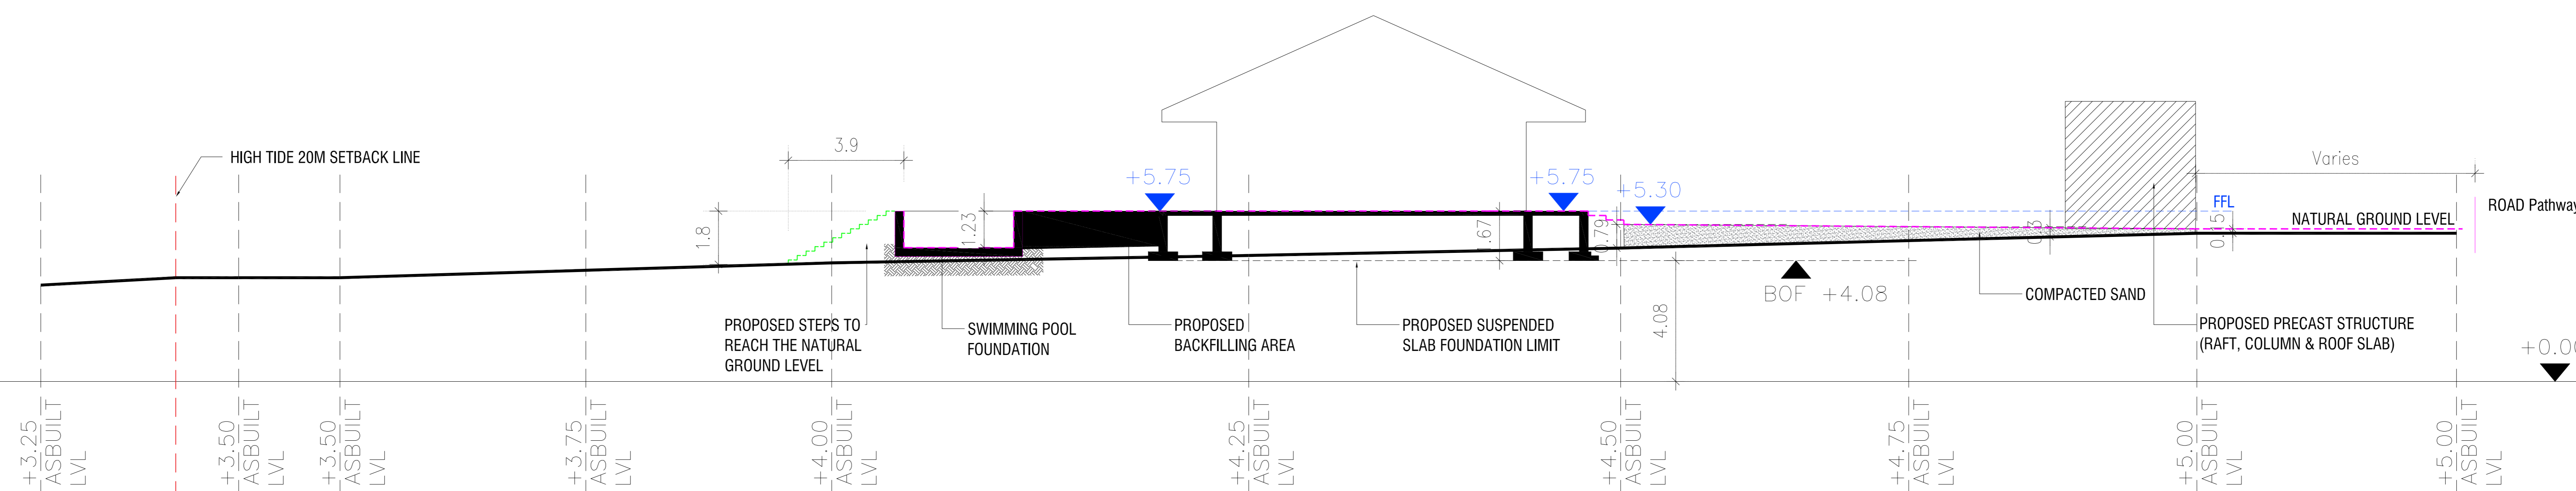 HIGH TIDE 20M SETBACK LINE
3.9
+5.75
+5.75
+5.30
Varies
FFL
ROAD Pathway
NATURAL GROUND LEVEL
1.8
1.23
1.67
0.79
0.15
BOF +4.08
COMPACTED SAND
4.08
PROPOSED STEPS TO
REACH THE NATURAL
GROUND LEVEL
SWIMMING POOL
FOUNDATION
PROPOSED
BACKFILLING AREA
PROPOSED SUSPENDED
SLAB FOUNDATION LIMIT
PROPOSED PRECAST STRUCTURE
(RAFT, COLUMN & ROOF SLAB)
+0.00
+3.25
ASBUILT
LVL
+3.50
ASBUILT
LVL
+3.50
ASBUILT
LVL
+3.75
ASBUILT
LVL
+4.00
ASBUILT
LVL
+4.25
ASBUILT
LVL
+4.50
ASBUILT
LVL
+4.75
ASBUILT
LVL
+5.00
ASBUILT
LVL
+5.00
ASBUILT
LVL